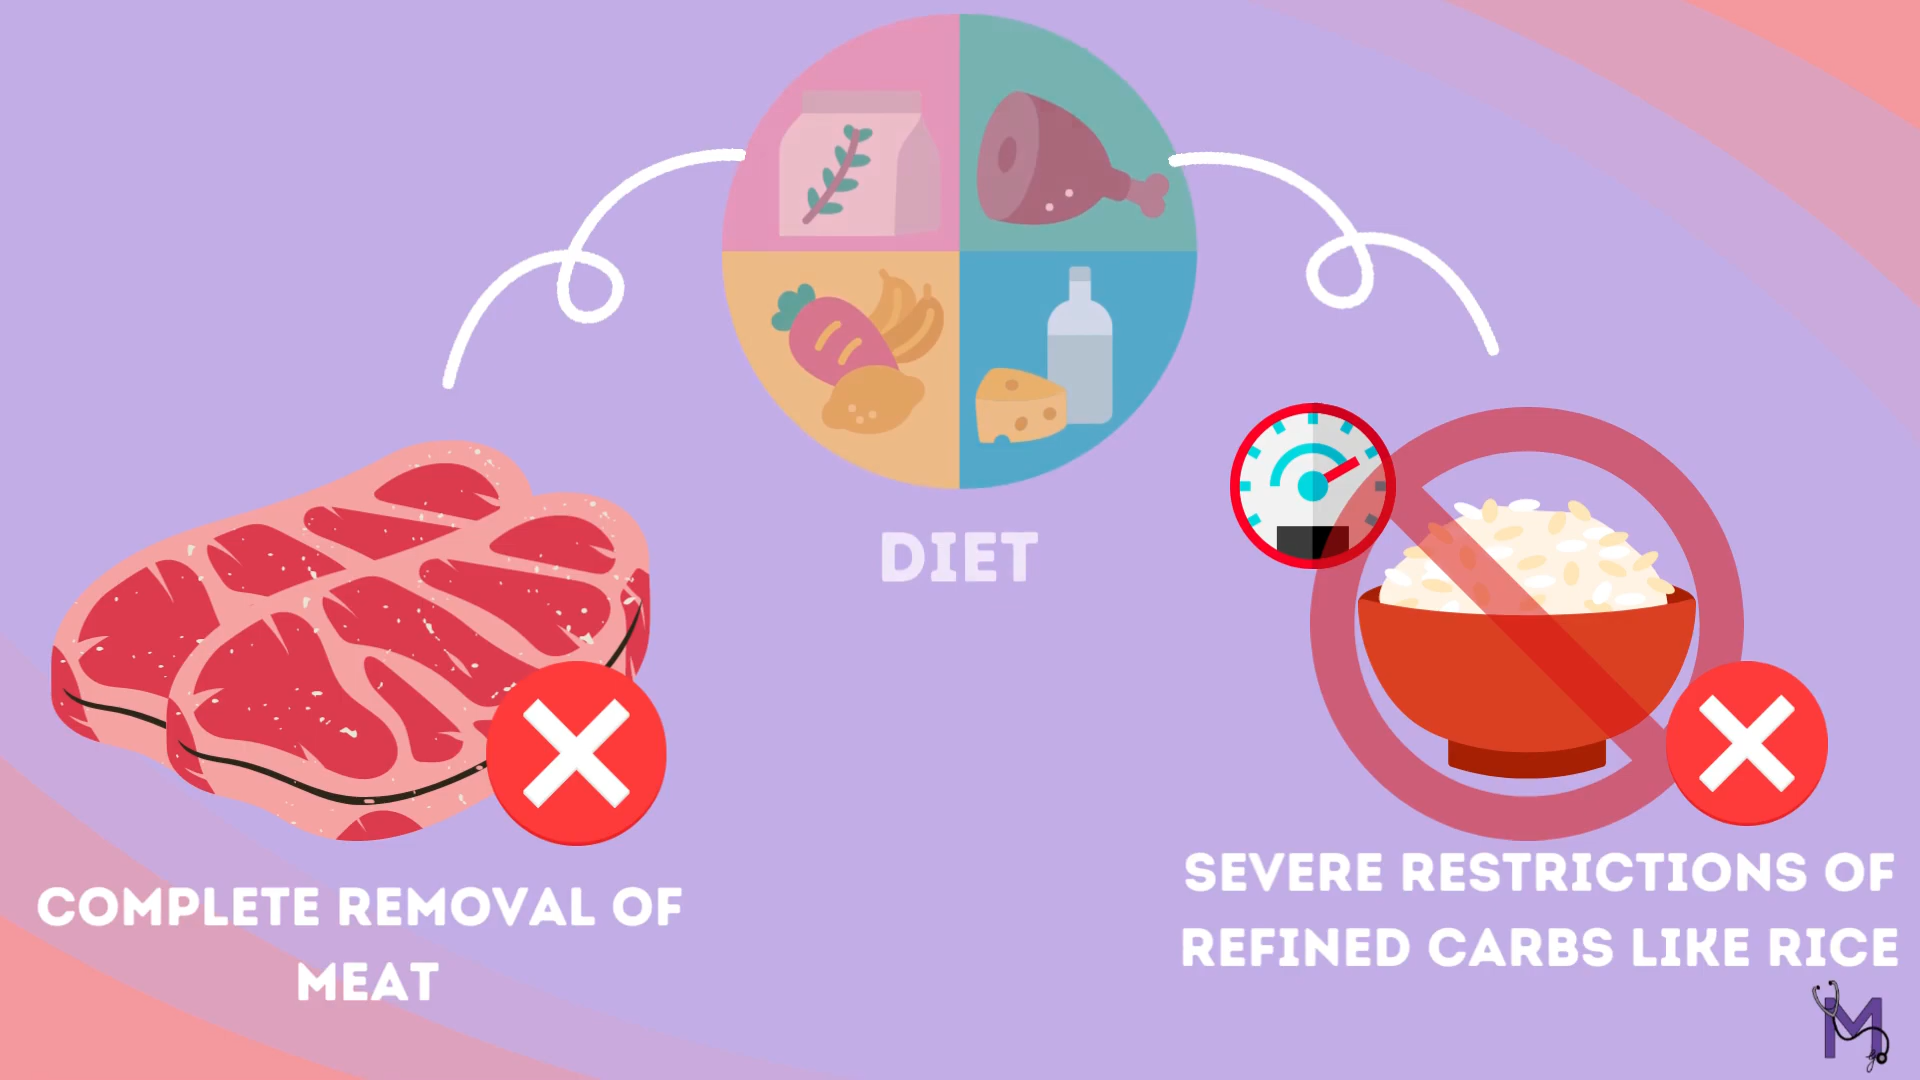 DIET
COMPLETE REMOVAL OF
MEAT
SEVERE RESTRICTIONS OF
REFINED CARBS LIKE RICE
M